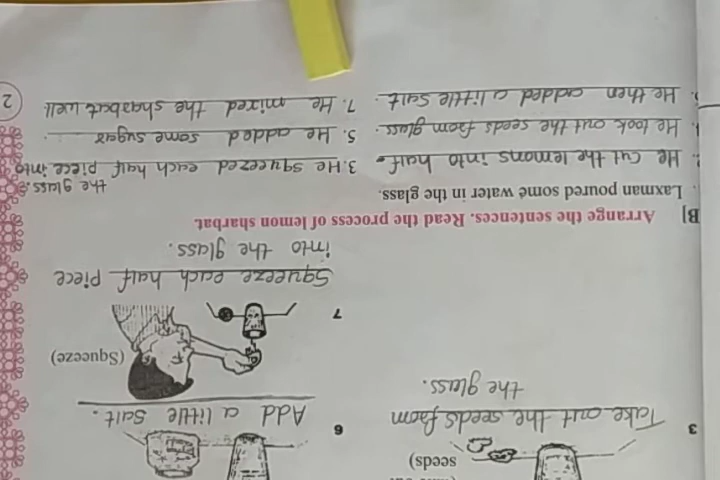 seeds)
3 Take out the seeds from
the glass.
6 Add a little salt.
(Squeeze)
7
Squeeze each half piece
into the glass.
B] Arrange the sentences. Read the process of lemon sharbat.
. Laxman poured some water in the glass.
. He cut the lemons into half. 3. He squeezed each half piece into
the glass.
. He took out the seeds from glass. 5. He added some sugar
. He then added a little salt. 7. He mixed the sharbat well.
2